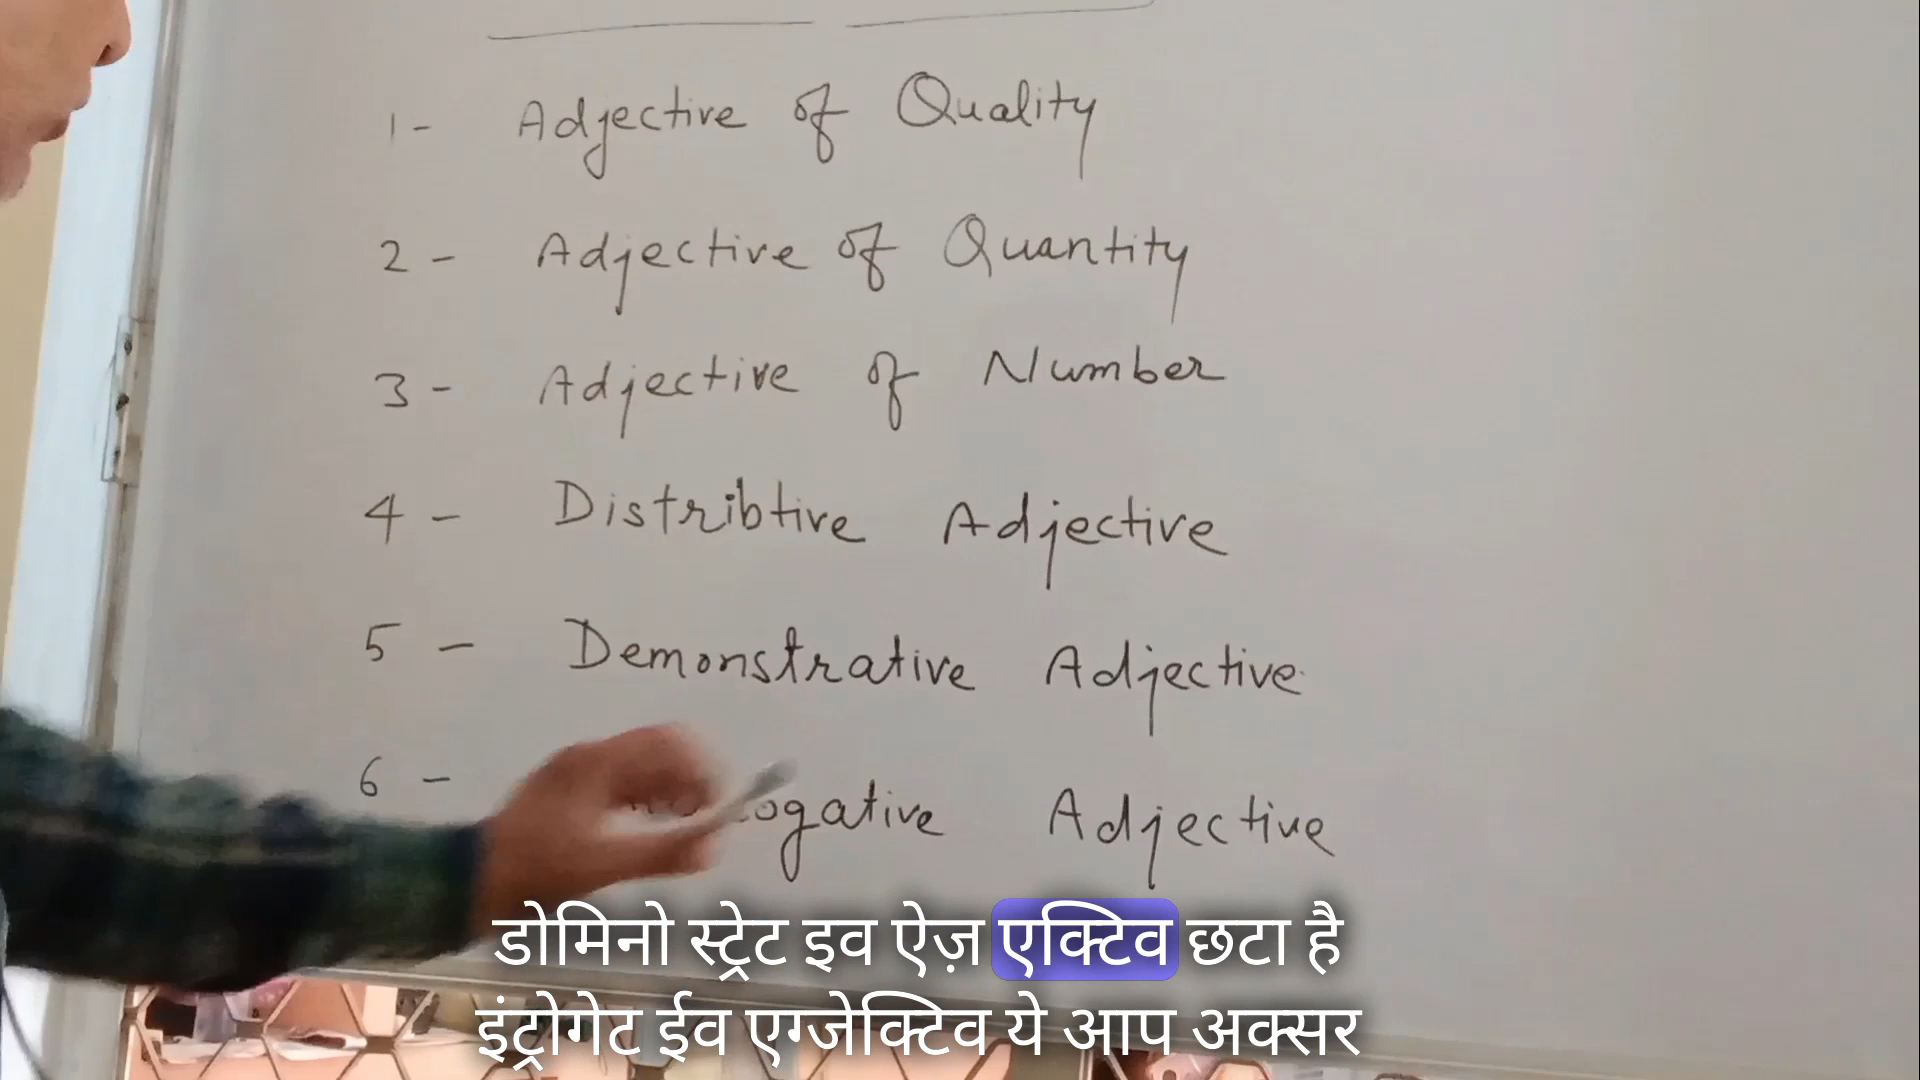 1- Adjective of Quality
2 - Adjective of Quantity
3 - Adjective of Number
4 - Distribtive Adjective
5 - Demonstrative Adjective
6 - Adjective
डोमिनो स्ट्रेट इव ऐज़ एक्टिव छटा है
इंट्रोगेट ईव एग्जेक्टिव ये आप अक्सर